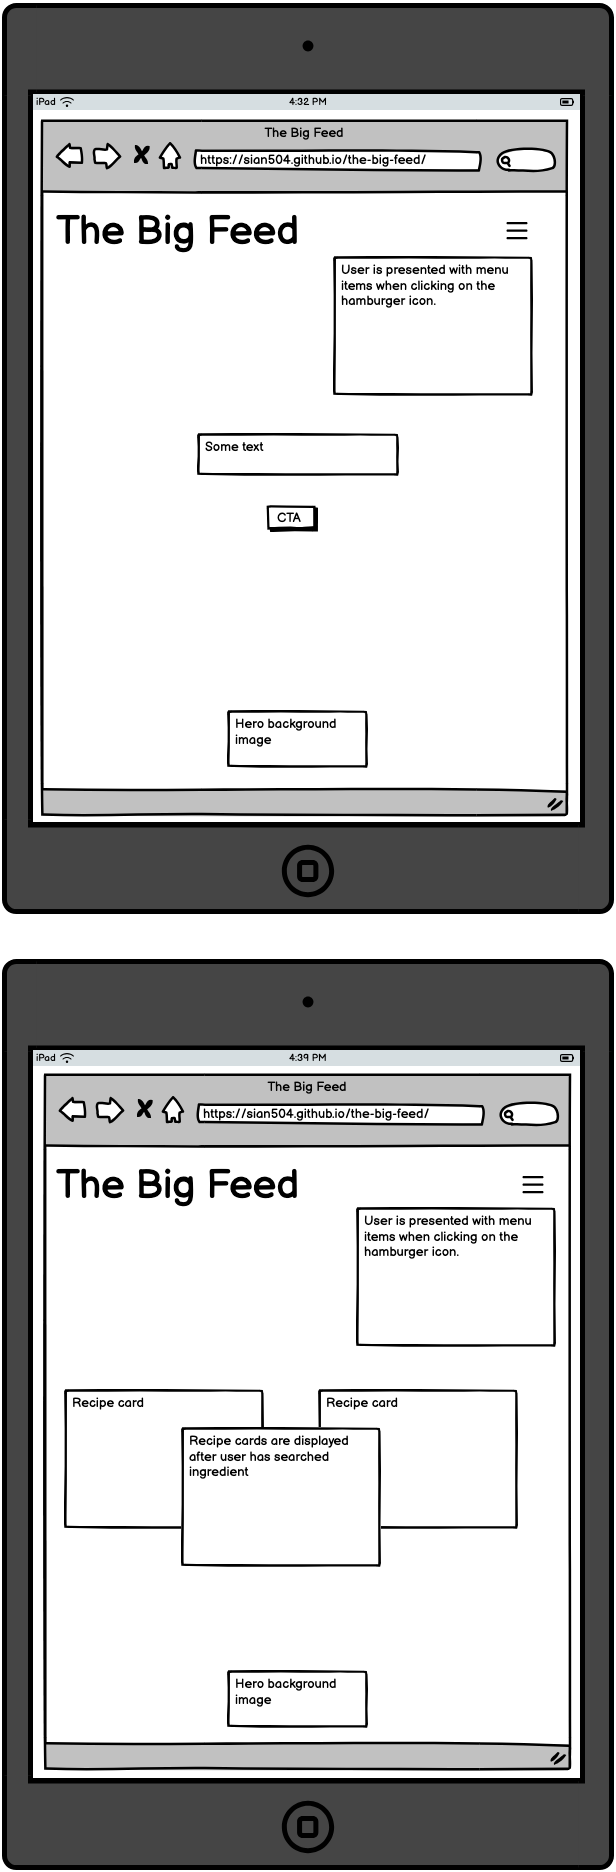 iPad 4:32 PM
The Big Feed
https://sian504.github.io/the-big-feed/
The Big Feed
User is presented with menu
items when clicking on the
hamburger icon.
Some text
CTA
Hero background
image
iPad 4:39 PM
The Big Feed
https://sian504.github.io/the-big-feed/
The Big Feed
User is presented with menu
items when clicking on the
hamburger icon.
Recipe card
Recipe card
Recipe cards are displayed
after user has searched
ingredient
Hero background
image